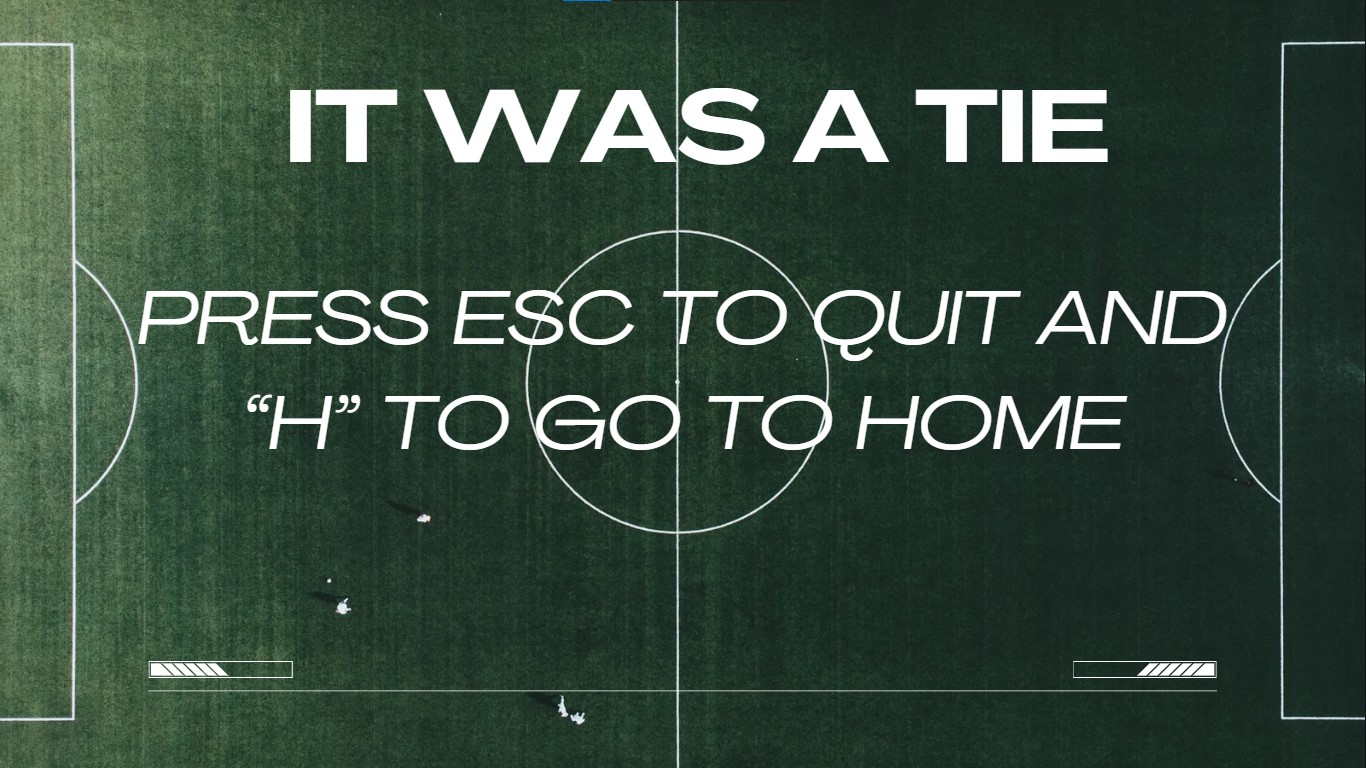 IT WAS A TIE
PRESS ESC TO QUIT AND
“H” TO GO TO HOME